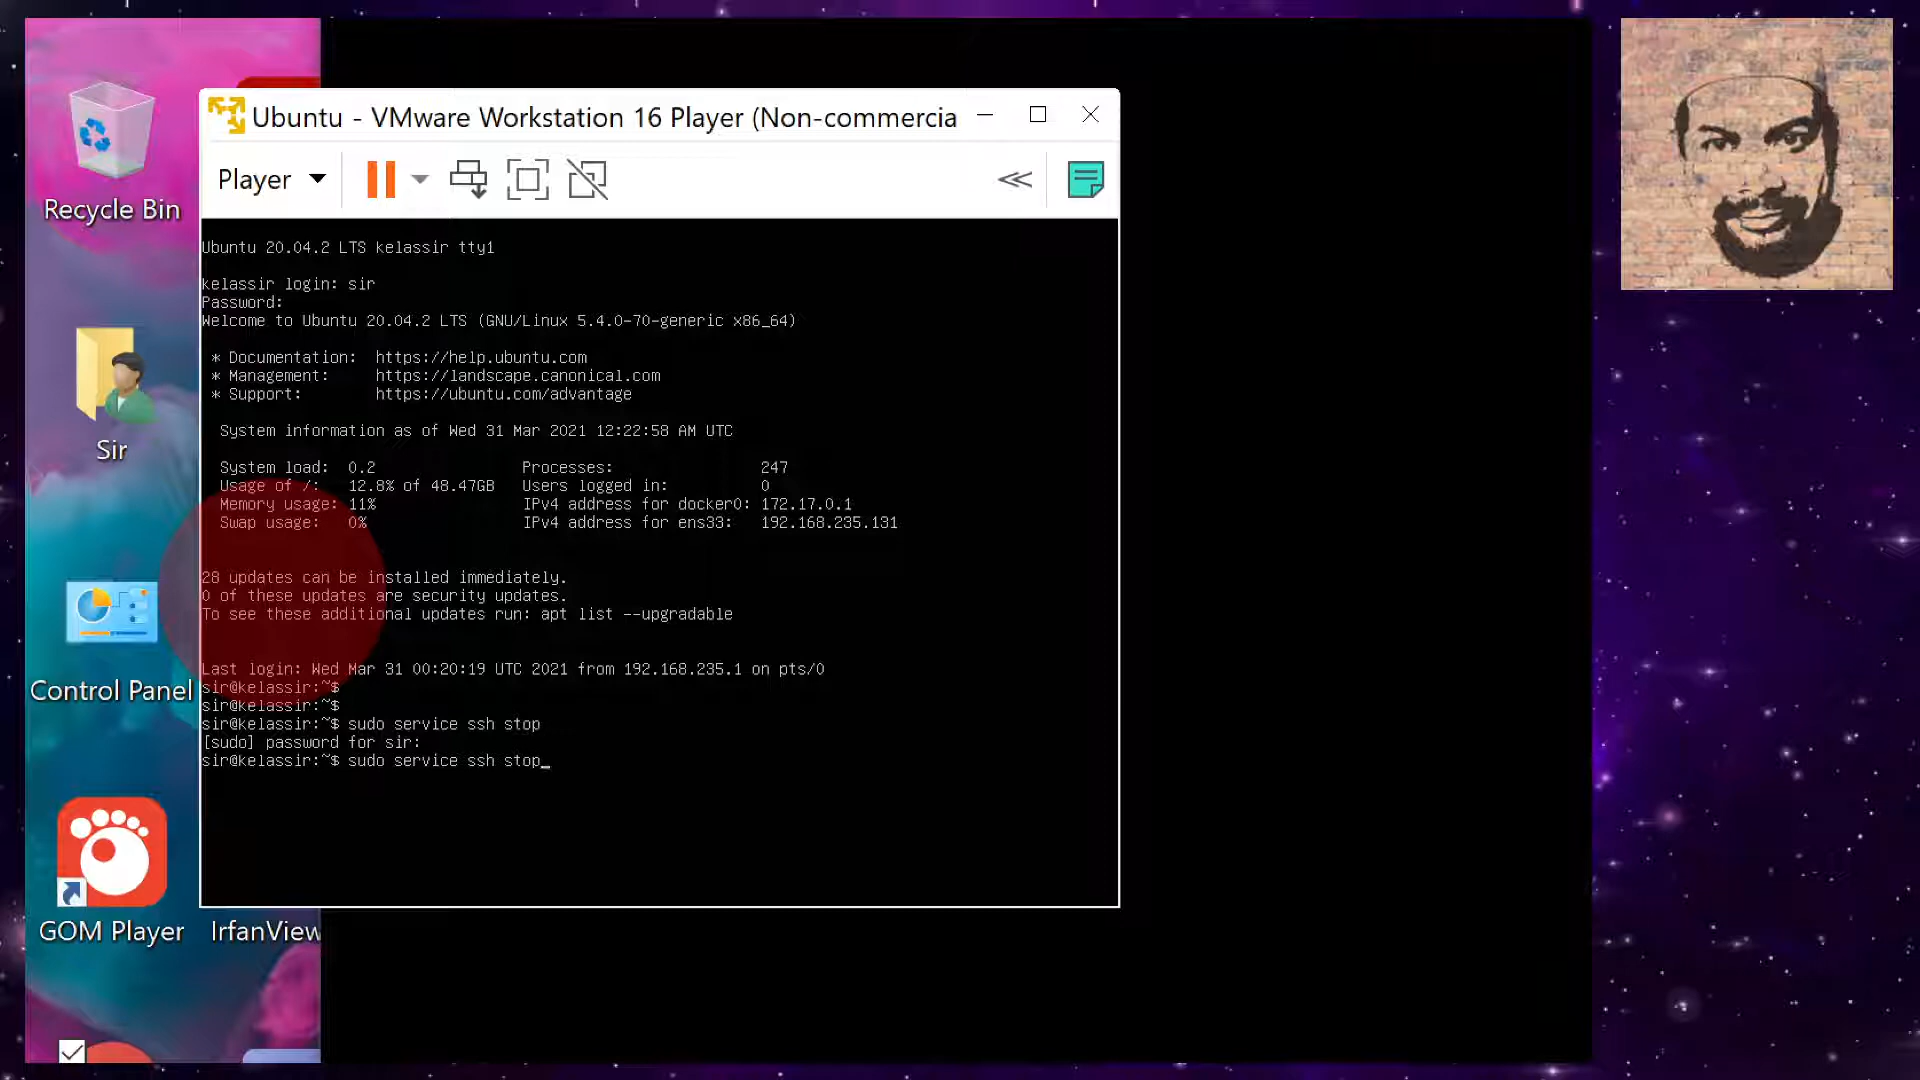 Recycle Bin
Sir
Control Panel
GOM Player
IrfanView
Ubuntu - VMware Workstation 16 Player (Non-commercia
Player
Ubuntu 20.04.2 LTS kelassir tty1
kelassir login: sir
Password:
Welcome to Ubuntu 20.04.2 LTS (GNU/Linux 5.4.0-70-generic x86_64)
* Documentation: https://help.ubuntu.com
* Management: https://landscape.canonical.com
* Support: https://ubuntu.com/advantage
System information as of Wed 31 Mar 2021 12:22:58 AM UTC
System load: 0.2 Processes: 247
Usage of /: 12.8% of 48.47GB Users logged in: 0
Memory usage: 11% IPv4 address for docker0: 172.17.0.1
Swap usage: 0% IPv4 address for ens33: 192.168.235.131
28 updates can be installed immediately.
0 of these updates are security updates.
To see these additional updates run: apt list --upgradable
Last login: Wed Mar 31 00:20:19 UTC 2021 from 192.168.235.1 on pts/0
sir@kelassir:~$
sir@kelassir:~$
sir@kelassir:~$ sudo service ssh stop
[sudo] password for sir:
sir@kelassir:~$ sudo service ssh stop_